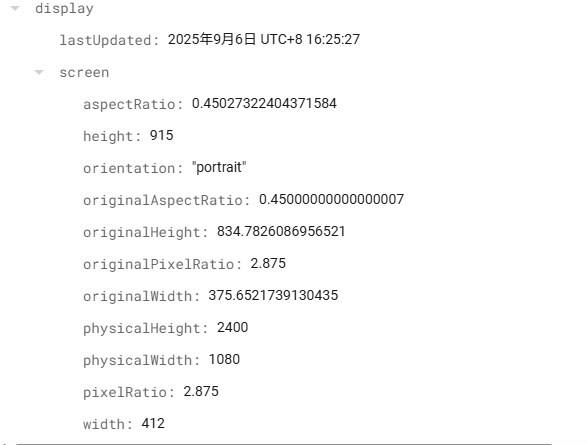 display
lastUpdated: 2025年9月6日 UTC+8 16:25:27
screen
aspectRatio: 0.45027322404371584
height: 915
orientation: "portrait"
originalAspectRatio: 0.45000000000000007
originalHeight: 834.7826086956521
originalPixelRatio: 2.875
originalWidth: 375.6521739130435
physicalHeight: 2400
physicalWidth: 1080
pixelRatio: 2.875
width: 412